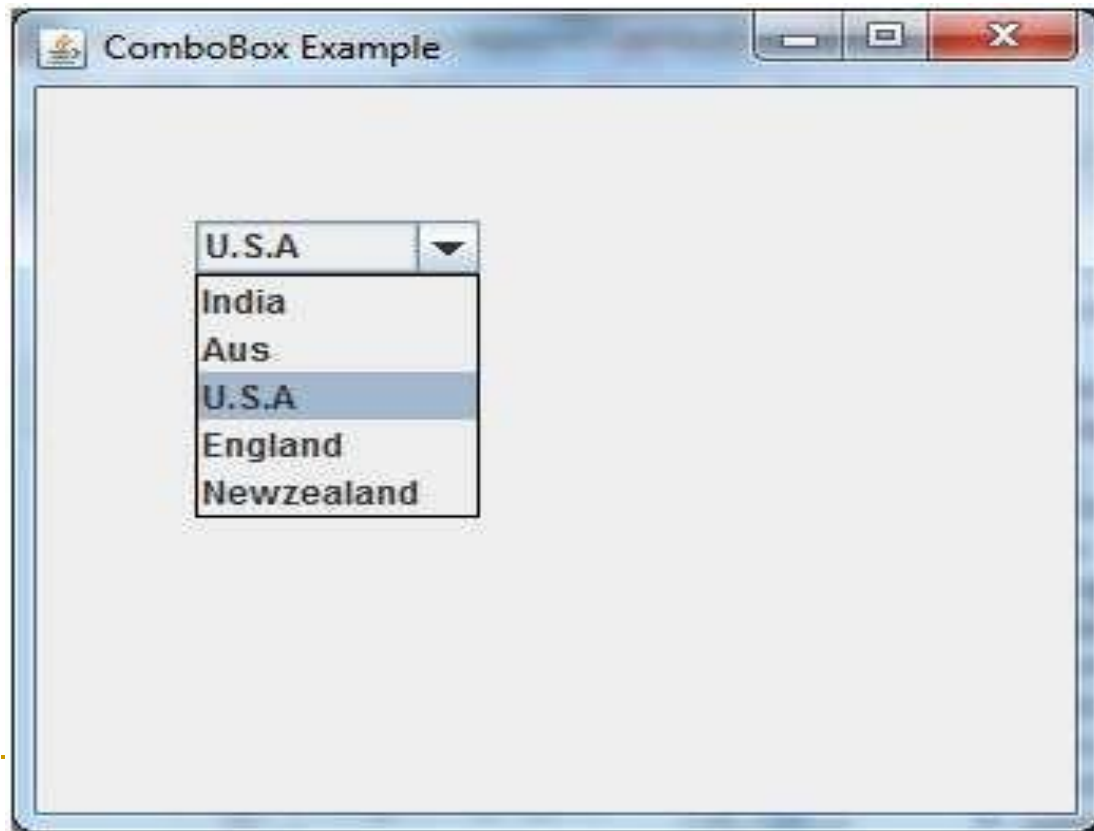 ComboBox Example
U.S.A
India
Aus
U.S.A
England
Newzealand